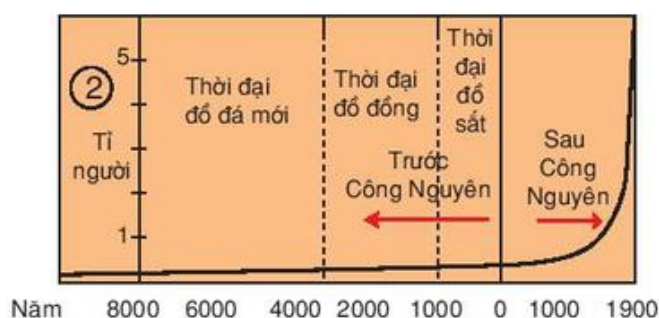 5
2
Tỉ
người
1
Thời đại
đồ đá mới
Thời đại
đồ đồng
Thời
đại
đồ
sắt
Trước
Công Nguyên
Sau
Công
Nguyên
Năm 8000 6000 4000 2000 1000 0 1000 1900